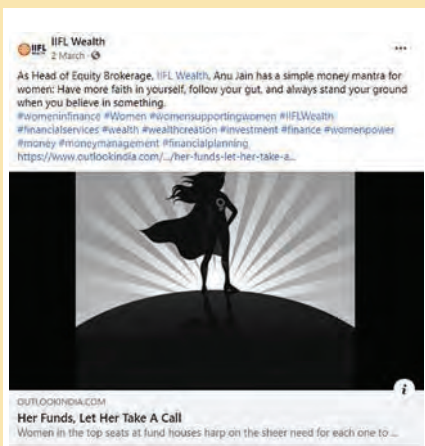 IIFL
IIFL Wealth
2 March ·
As Head of Equity Brokerage, IIFL Wealth, Anu Jain has a simple money mantra for
women: Have more faith in yourself, follow your gut, and always stand your ground
when you believe in something.
#womeninfinance #Women #womensupportingwomen #IIFLWealth
#financialservices #wealth #wealthcreation #investment #finance #womenpower
#money #moneymanagement #financialplanning
https://www.outlookindia.com/.../her-funds-let-her-take-a...
i
OUTLOOKINDIA.COM
Her Funds, Let Her Take A Call
Women in the top seats at fund houses harp on the sheer need for each one to ...